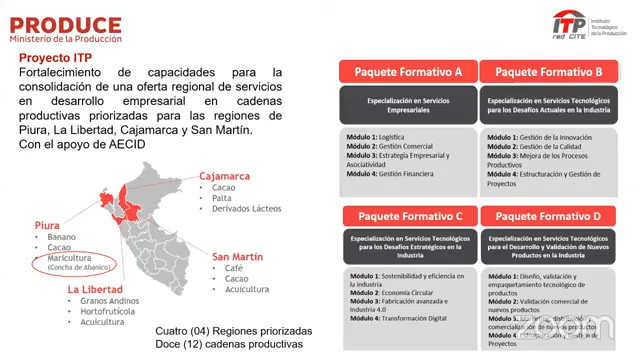 PRODUCE
Ministerio de la Producción
ITP
red CITE
Instituto
Tecnológico
de la Producción
Proyecto ITP
Fortalecimiento de capacidades para la
consolidación de una oferta regional de servicios
en desarrollo empresarial en cadenas
productivas priorizadas para las regiones de
Piura, La Libertad, Cajamarca y San Martín.
Con el apoyo de AECID
Cajamarca
• Cacao
• Palta
• Derivados Lácteos
Piura
• Banano
• Cacao
• Maricultura
(Concha de Abanico)
San Martín
• Café
• Cacao
• Acuicultura
La Libertad
• Granos Andinos
• Hortofrutícola
• Acuicultura
Cuatro (04) Regiones priorizadas
Doce (12) cadenas productivas
Paquete Formativo A
Especialización en Servicios
Empresariales
Módulo 1: Logística
Módulo 2: Gestión Comercial
Módulo 3: Estrategia Empresarial y
Asociatividad
Módulo 4: Gestión Financiera
Paquete Formativo B
Especialización en Servicios Tecnológicos
para los Desafíos Actuales en la Industria
Módulo 1: Gestión de la Innovación
Módulo 2: Gestión de la Calidad
Módulo 3: Mejora de los Procesos
Productivos
Módulo 4: Estructuración y Gestión de
Proyectos
Paquete Formativo C
Especialización en Servicios Tecnológicos
para los Desafíos Estratégicos en la
Industria
Módulo 1: Sostenibilidad y eficiencia en
la industria
Módulo 2: Economía Circular
Módulo 3: Fabricación avanzada e
industria 4.0
Módulo 4: Transformación Digital
Paquete Formativo D
Especialización en Servicios Tecnológicos para
el Desarrollo y Validación de Nuevos
Productos en la Industria
Módulo 1: Diseño, validación y
empaquetamiento tecnológico de
productos
Módulo 2: Validación comercial de
nuevos productos
Módulo 3: Marketing, distribución y
comercialización de nuevos productos
Módulo 4: Estructuración y Gestión de
Proyectos
zoom